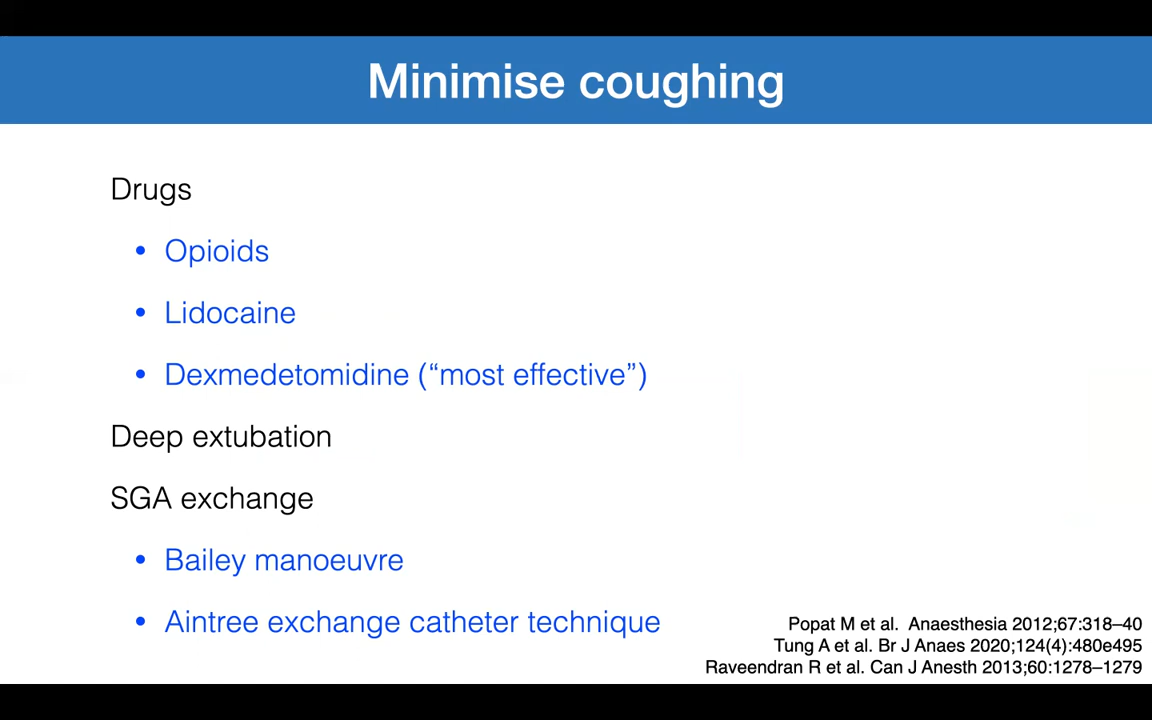 Minimise coughing
Drugs
• Opioids
• Lidocaine
• Dexmedetomidine (“most effective”)
Deep extubation
SGA exchange
• Bailey manoeuvre
• Aintree exchange catheter technique
Popat M et al.  Anaesthesia 2012;67:318–40
Tung A et al. Br J Anaes 2020;124(4):480e495
Raveendran R et al. Can J Anesth 2013;60:1278–1279